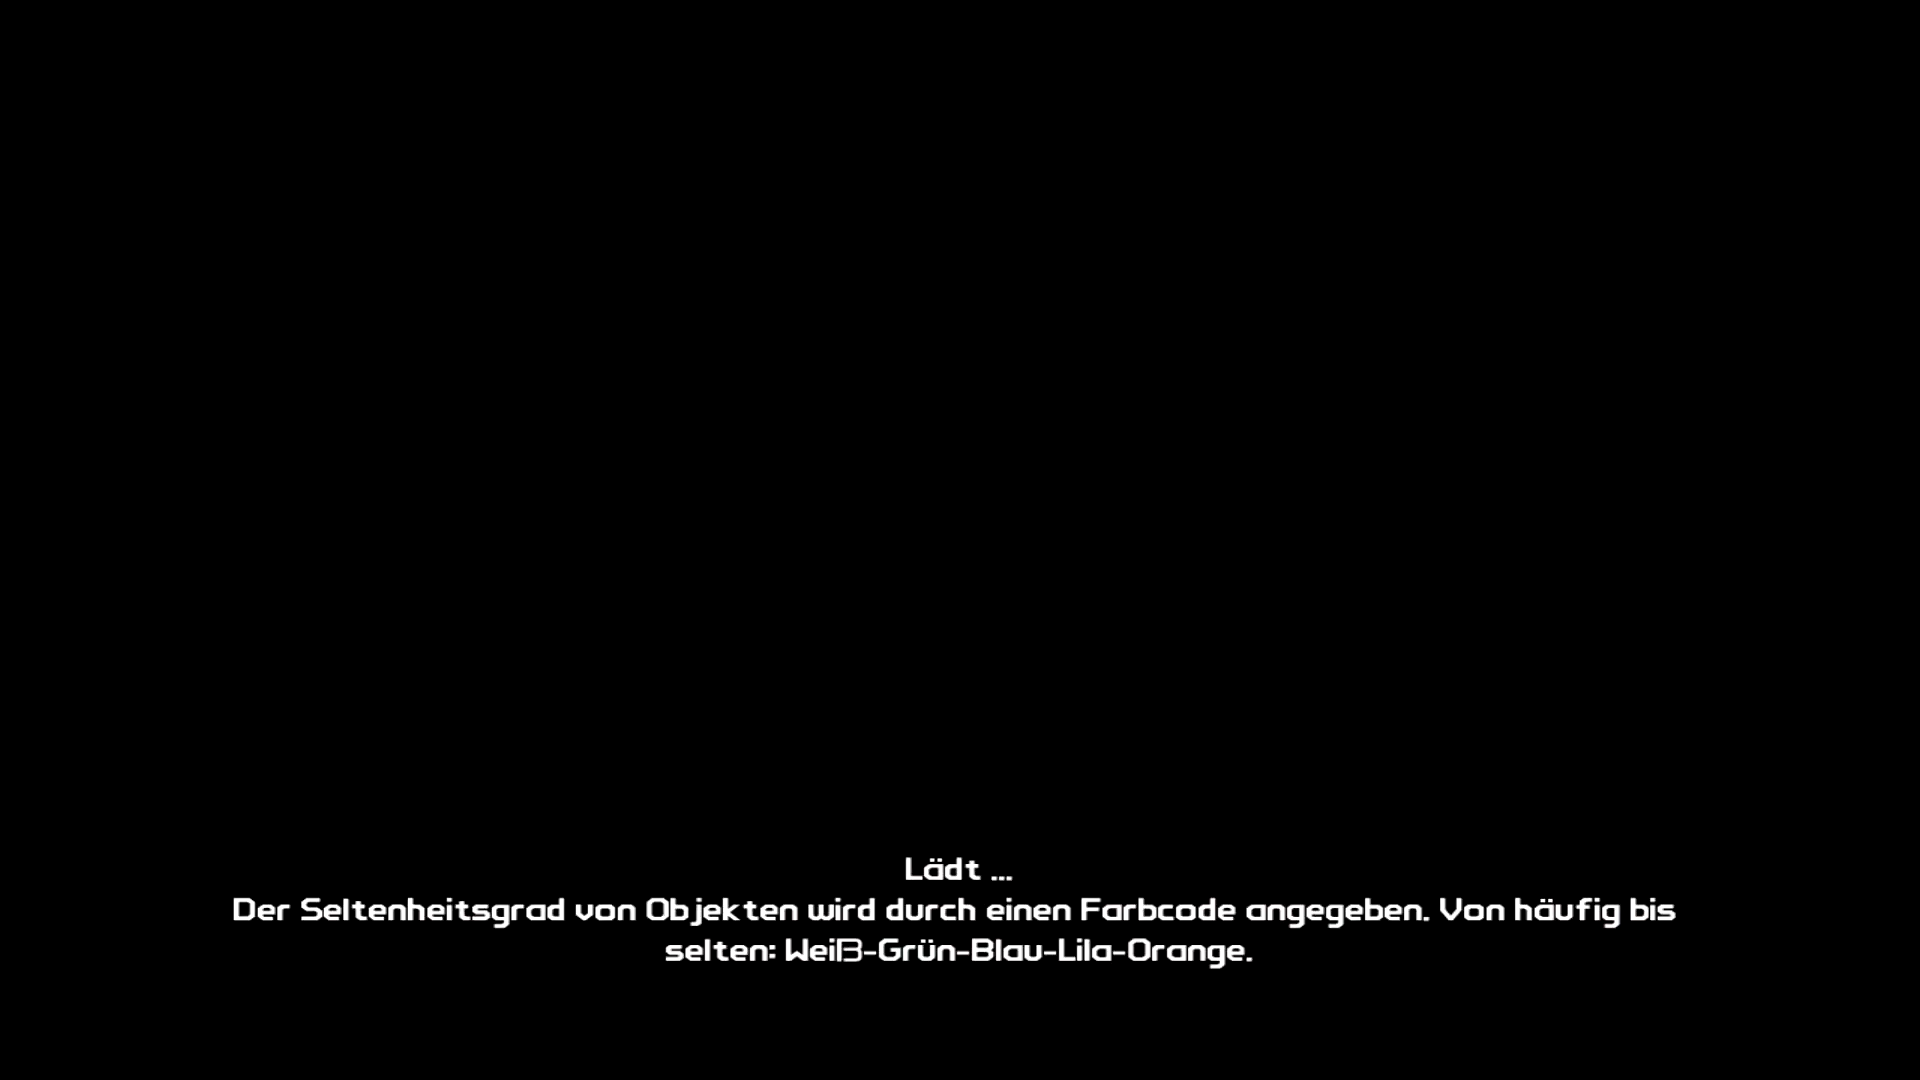 Lädt ...
Der Seltenheitsgrad von Objekten wird durch einen Farbcode angegeben. Von häufig bis
selten: Weiß-Grün-Blau-Lila-Orange.